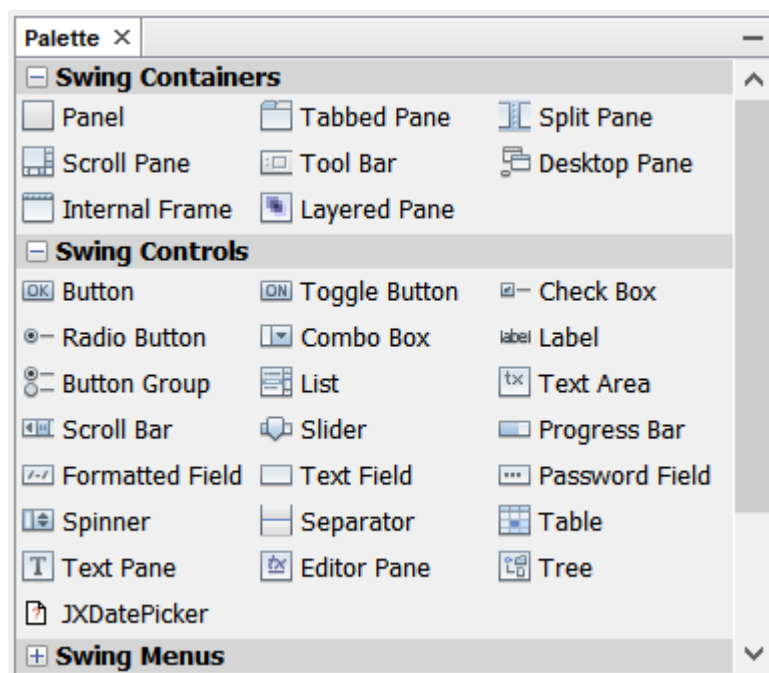 Palette
Swing Containers
Panel Tabbed Pane Split Pane
Scroll Pane Tool Bar Desktop Pane
Internal Frame Layered Pane
Swing Controls
OK Button ON Toggle Button Check Box
Radio Button Combo Box label Label
Button Group List tx Text Area
Scroll Bar Slider Progress Bar
Formatted Field Text Field Password Field
Spinner Separator Table
T Text Pane tx Editor Pane Tree
? JXDatePicker
Swing Menus